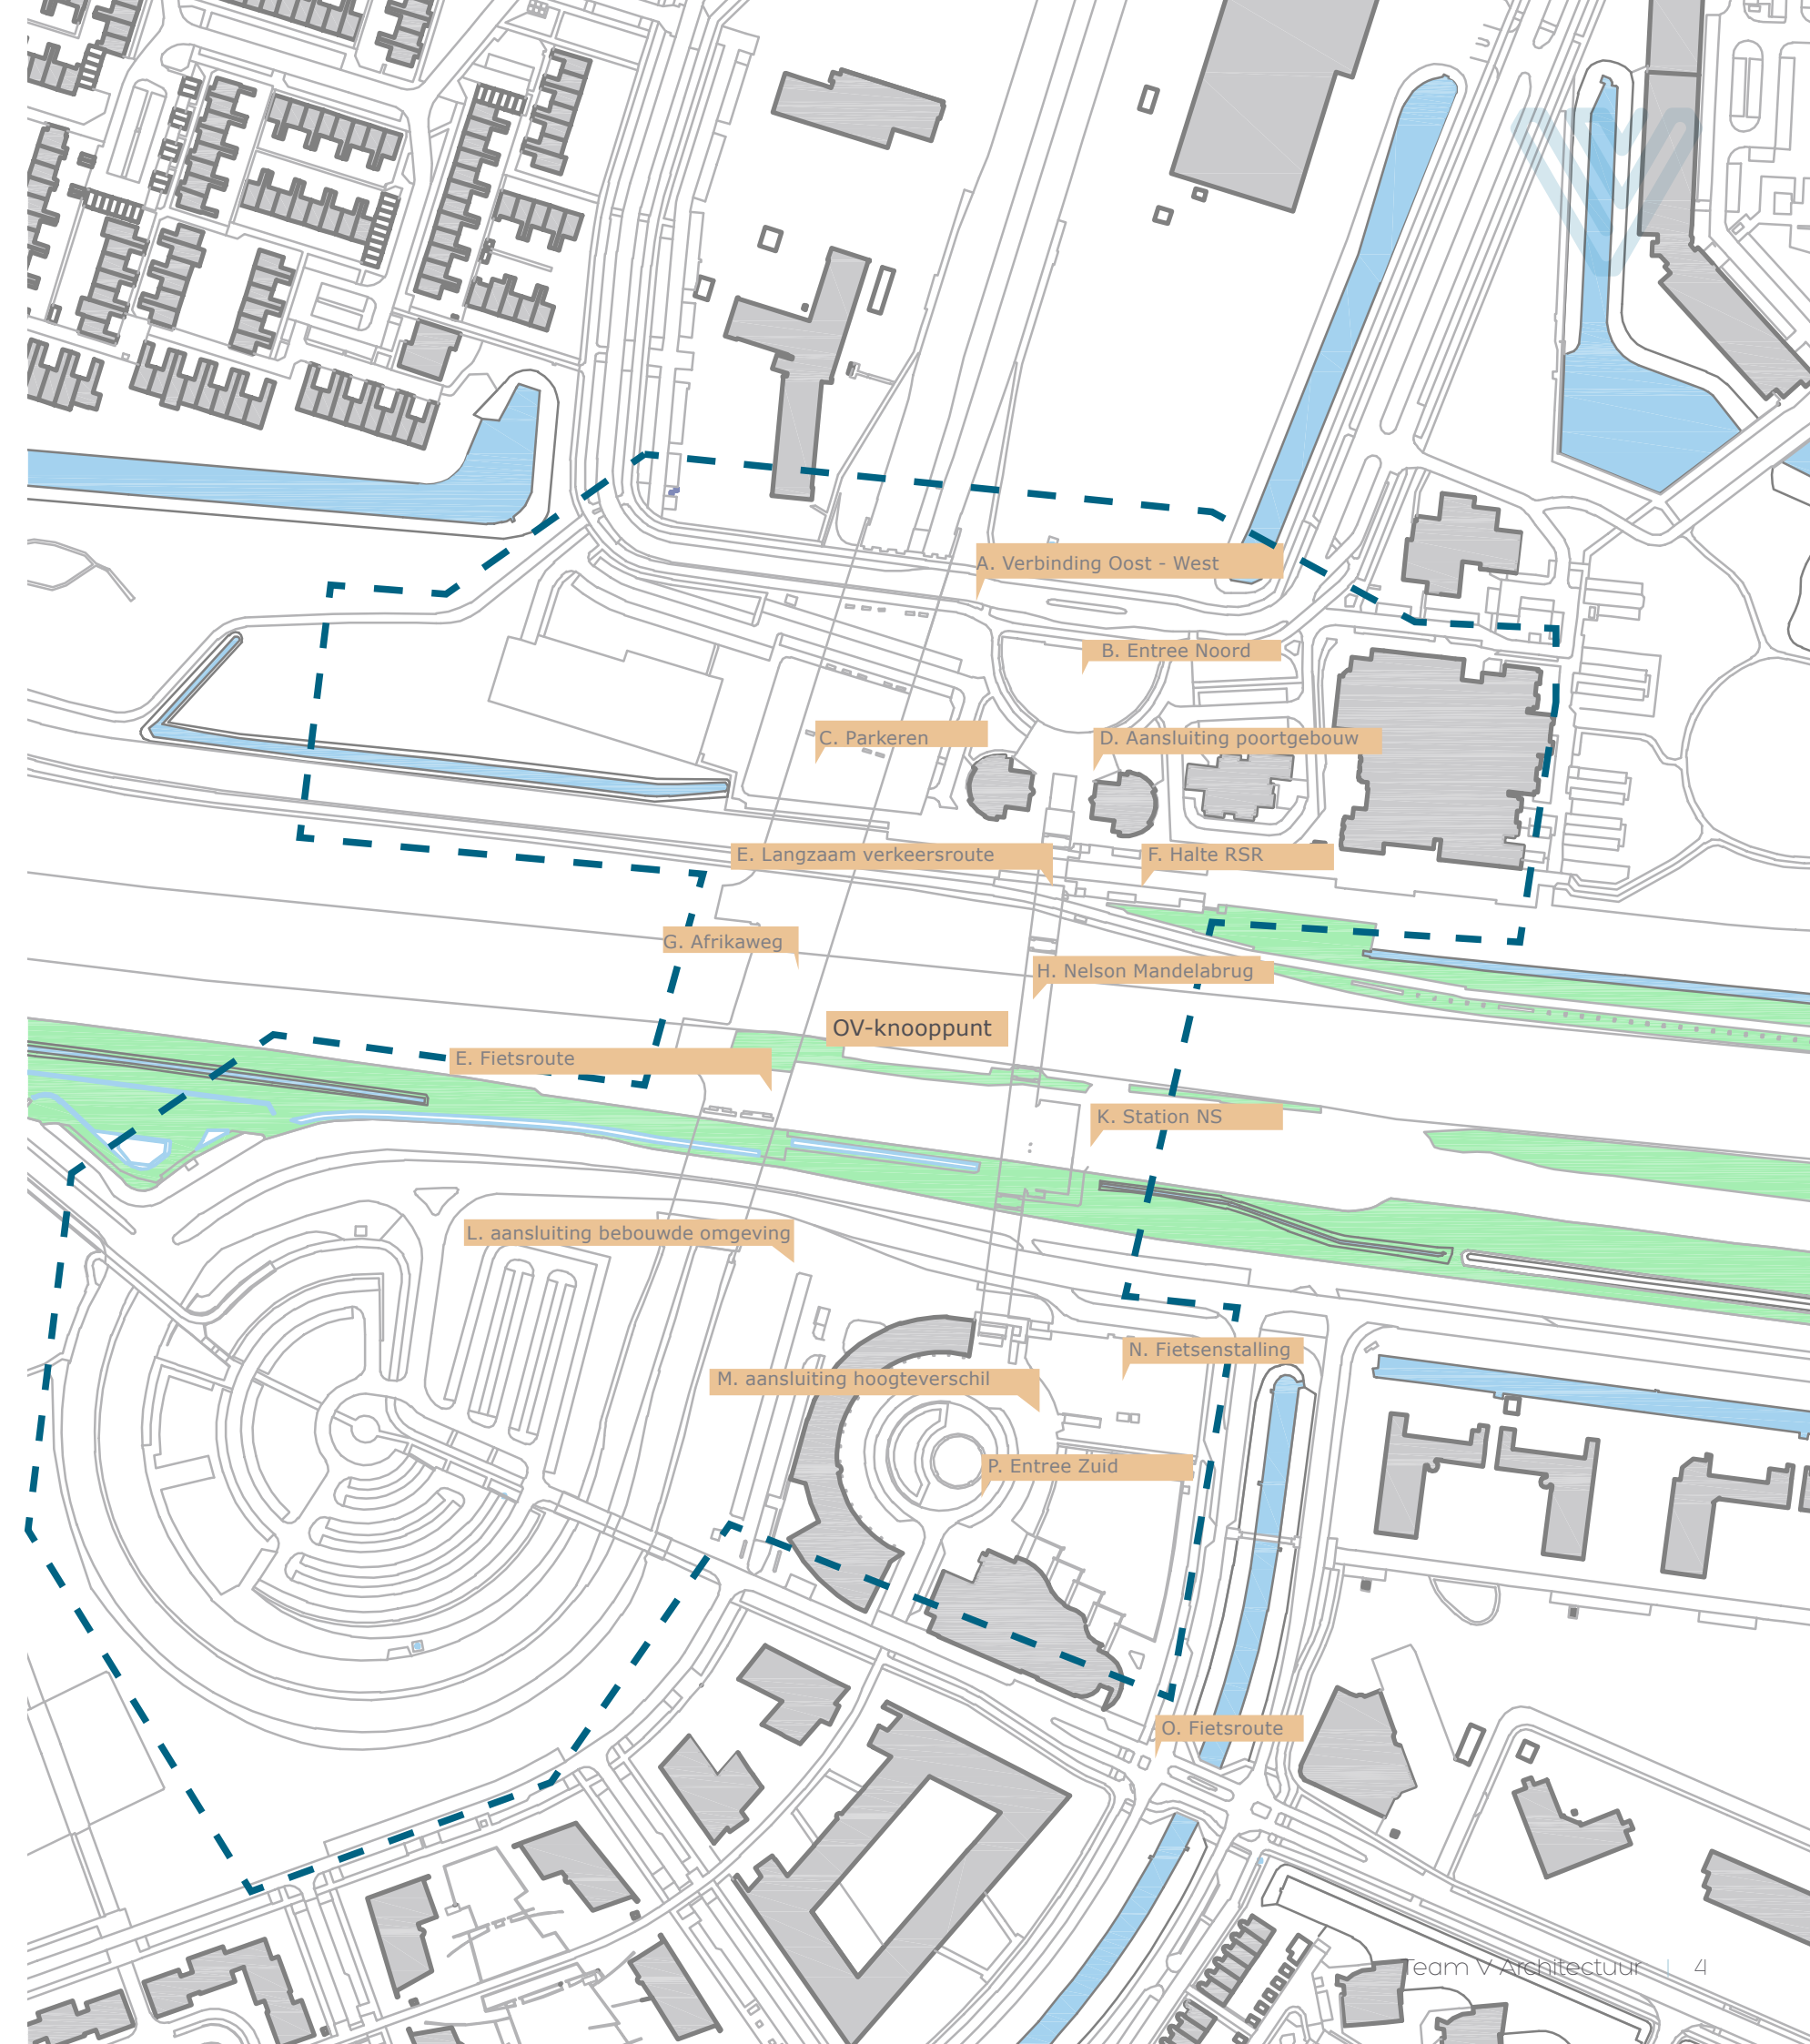 A. Verbinding Oost - West
B. Entree Noord
C. Parkeren
D. Aansluiting poortgebouw
E. Langzaam verkeersroute
F. Halte RSR
G. Afrikaweg
H. Nelson Mandelabrug
OV-knooppunt
E. Fietsroute
K. Station NS
L. aansluiting bebouwde omgeving
N. Fietsenstalling
M. aansluiting hoogteverschil
P. Entree Zuid
O. Fietsroute
Team V Architectuur | 4